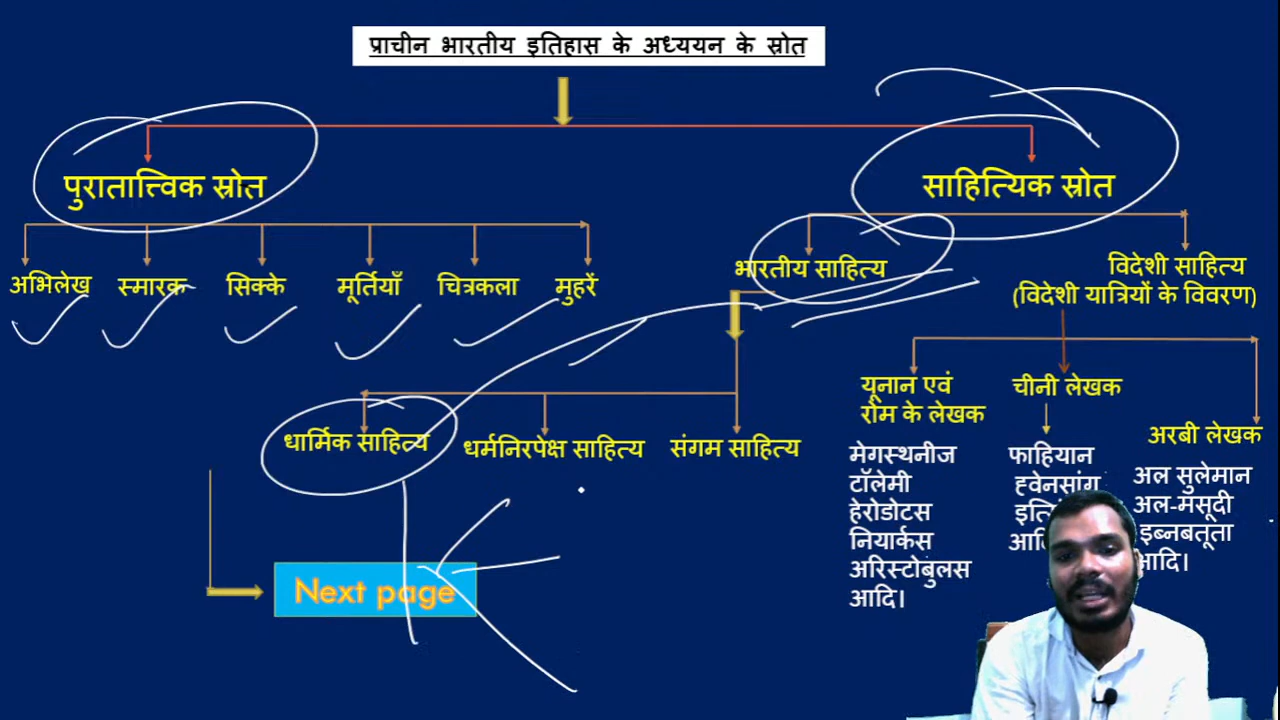 प्राचीन भारतीय इतिहास के अध्ययन के स्रोत
पुरातात्त्विक स्रोत
साहित्यिक स्रोत
अभिलेख
स्मारक
सिक्के
मूर्तियाँ
चित्रकला
मुहरें
भारतीय साहित्य
विदेशी साहित्य
(विदेशी यात्रियों के विवरण)
धार्मिक साहित्य
धर्मनिरपेक्ष साहित्य
संगम साहित्य
यूनान एवं
रोम के लेखक
मेगस्थनीज
टॉलेमी
हेरोडोटस
नियार्कस
अरिस्टोबुलस
आदि।
चीनी लेखक
फाहियान
ह्वेनसांग
अरबी लेखक
अल सुलेमान
अल-मसूदी
इब्नबतूता
आदि।
Next page